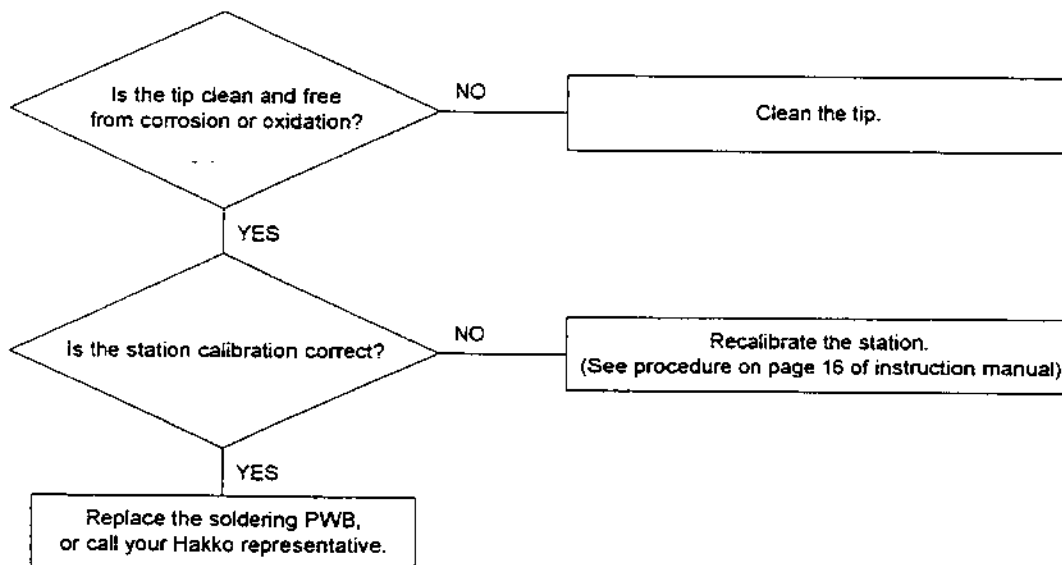 Is the tip clean and free
from corrosion or oxidation?
NO
Clean the tip.
YES
Is the station calibration correct?
NO
Recalibrate the station.
(See procedure on page 16 of instruction manual)
YES
Replace the soldering PWB,
or call your Hakko representative.